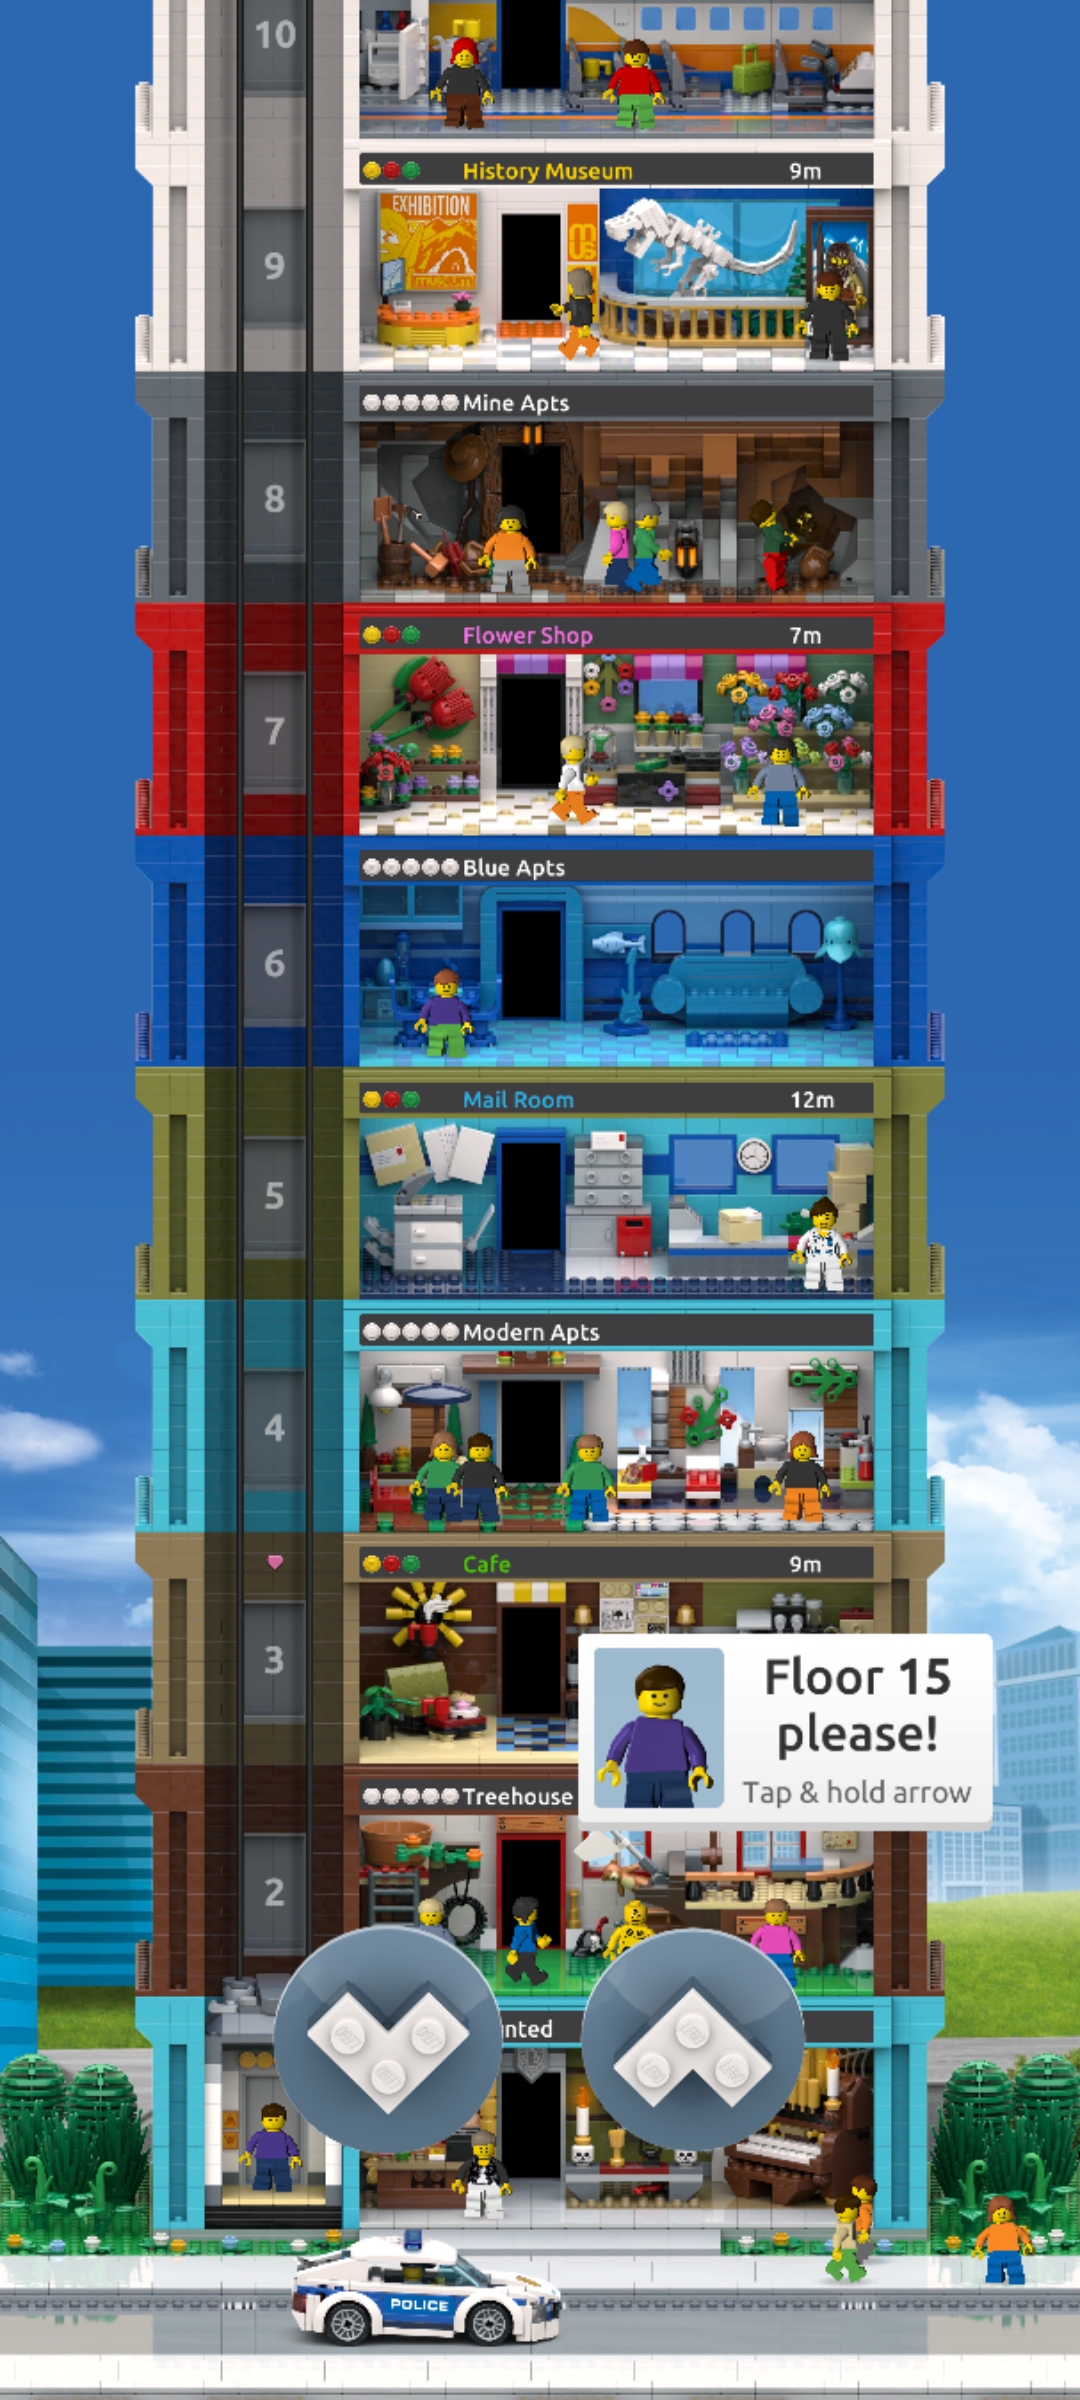 10
History Museum 9m
EXHIBITION
museum
9
Mine Apts
8
Flower Shop 7m
7
Blue Apts
6
Mail Room 12m
5
Modern Apts
4
Cafe 9m
3
Floor 15
please!
Tap & hold arrow
Treehouse
2
nted
POLICE